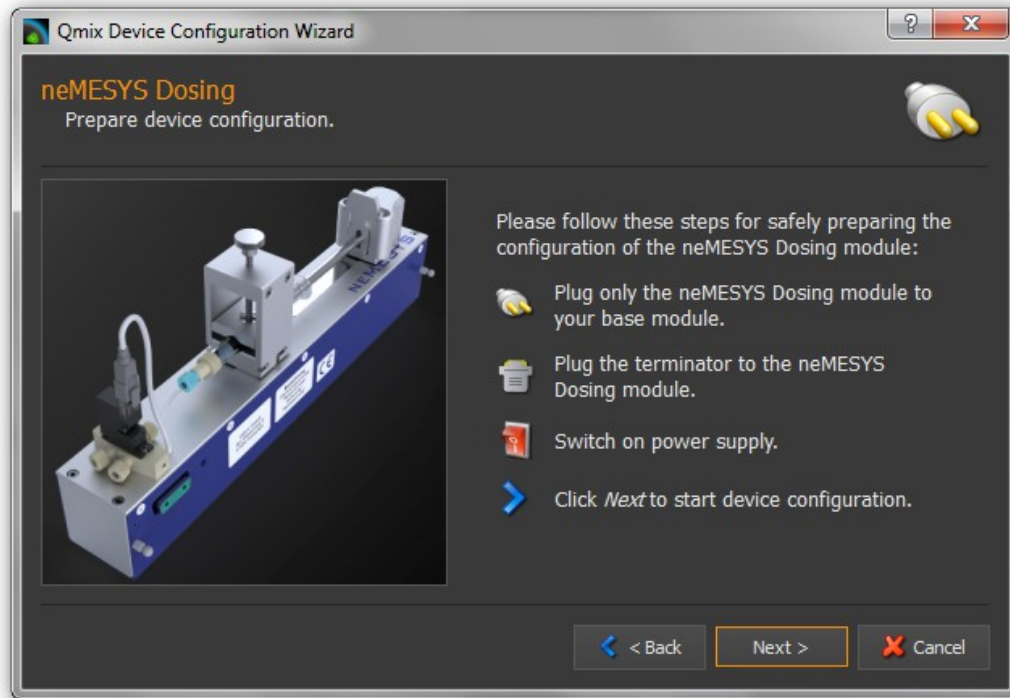 Qmix Device Configuration Wizard
neMESYS Dosing
Prepare device configuration.
NEMESYS
CE
Please follow these steps for safely preparing the
configuration of the neMESYS Dosing module:
Plug only the neMESYS Dosing module to
your base module.
Plug the terminator to the neMESYS
Dosing module.
Switch on power supply.
Click Next to start device configuration.
< Back
Next >
Cancel